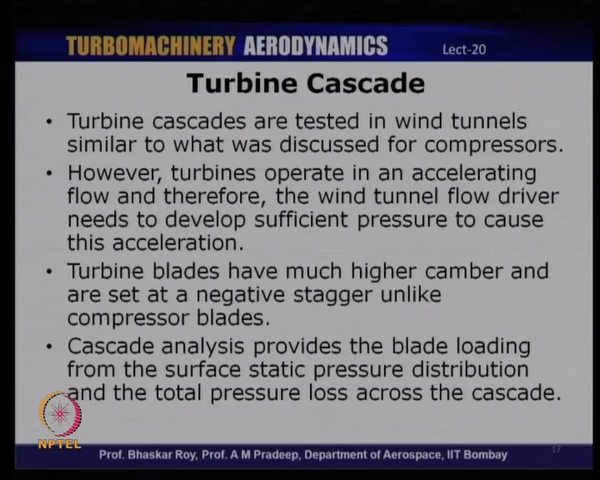 TURBOMACHINERY AERODYNAMICS Lect-20
Turbine Cascade
• Turbine cascades are tested in wind tunnels
similar to what was discussed for compressors.
• However, turbines operate in an accelerating
flow and therefore, the wind tunnel flow driver
needs to develop sufficient pressure to cause
this acceleration.
• Turbine blades have much higher camber and
are set at a negative stagger unlike
compressor blades.
• Cascade analysis provides the blade loading
from the surface static pressure distribution
and the total pressure loss across the cascade.
NPTEL
17
Prof. Bhaskar Roy, Prof. A M Pradeep, Department of Aerospace, IIT Bombay